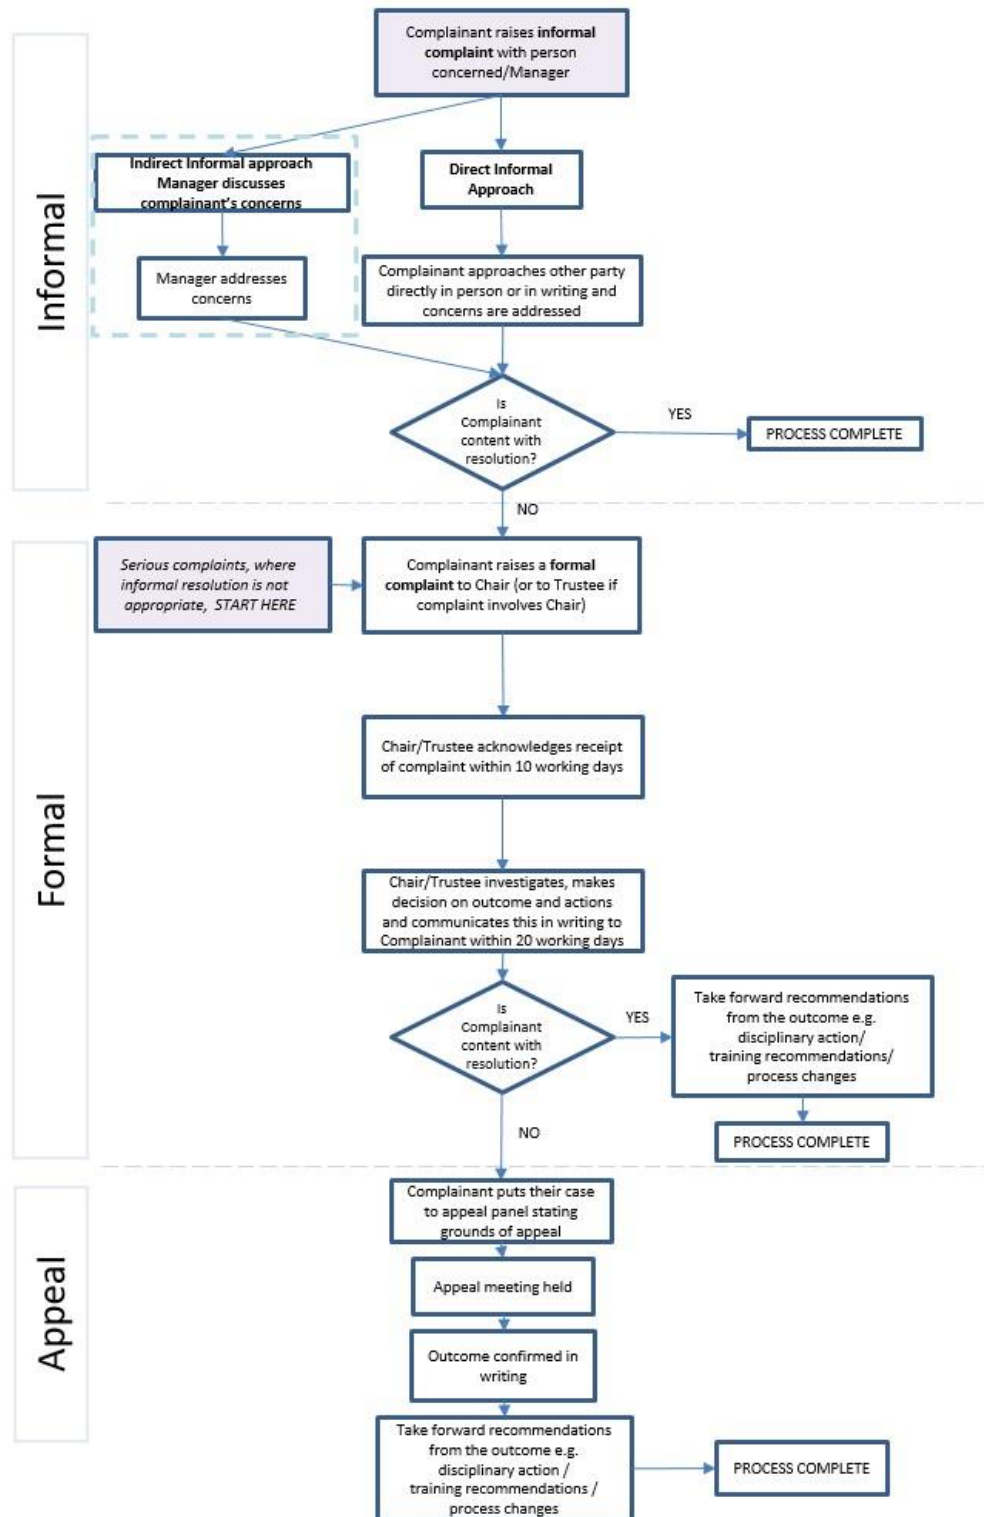 Informal
Complainant raises informal
complaint with person
concerned/Manager
Indirect Informal approach
Manager discusses
complainant's concerns
Direct Informal
Approach
Manager addresses
concerns
Complainant approaches other party
directly in person or in writing and
concerns are addressed
Is
Complainant
content with
resolution?
YES
PROCESS COMPLETE
NO
Formal
Serious complaints, where
informal resolution is not
appropriate, START HERE
Complainant raises a formal
complaint to Chair (or to Trustee if
complaint involves Chair)
Chair/Trustee acknowledges receipt
of complaint within 10 working days
Chair/Trustee investigates, makes
decision on outcome and actions
and communicates this in writing to
Complainant within 20 working days
Is
Complainant
content with
resolution?
YES
Take forward recommendations
from the outcome e.g.
disciplinary action/
training recommendations/
process changes
PROCESS COMPLETE
NO
Appeal
Complainant puts their case
to appeal panel stating
grounds of appeal
Appeal meeting held
Outcome confirmed in
writing
Take forward recommendations
from the outcome e.g.
disciplinary action /
training recommendations /
process changes
PROCESS COMPLETE